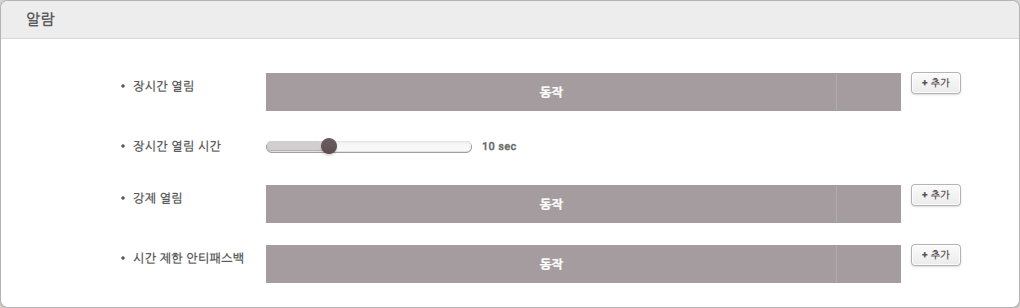 알람
• 장시간 열림
동작
+ 추가
• 장시간 열림 시간
10 sec
• 강제 열림
동작
+ 추가
• 시간 제한 안티패스백
동작
+ 추가